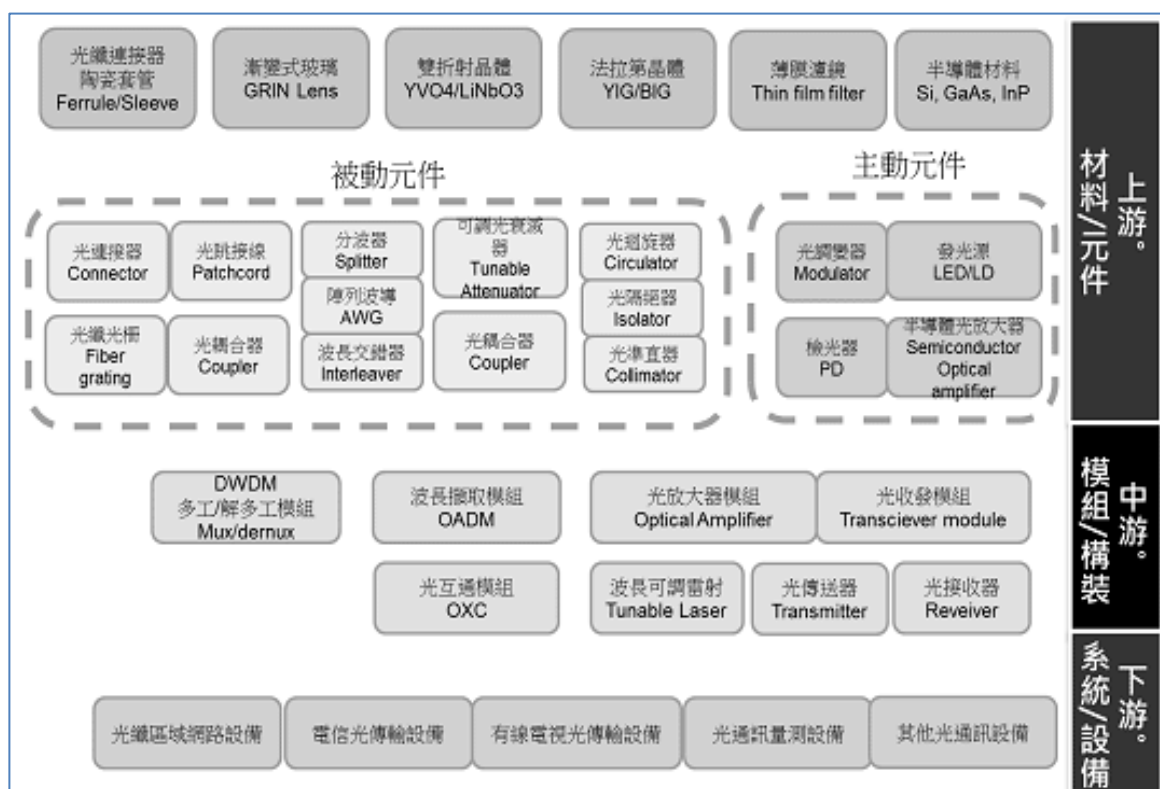 光纖連接器
陶瓷套管
Ferrule/Sleeve
漸變式玻璃
GRIN Lens
雙折射晶體
YVO4/LiNbO3
法拉第晶體
YIG/BIG
薄膜濾鏡
Thin film filter
半導體材料
Si, GaAs, InP
上游。
材料/元件
被動元件
主動元件
光連接器
Connector
光跳接線
Patchcord
分波器
Splitter
陣列波導
AWG
波長交錯器
Interleaver
可調光衰減
器
Tunable
Attenuator
光迴旋器
Circulator
光隔絕器
Isolator
光準直器
Collimator
光纖光柵
Fiber
grating
光耦合器
Coupler
光耦合器
Coupler
光調變器
Modulator
發光源
LED/LD
檢光器
PD
半導體光放大器
Semiconductor
Optical
amplifier
中游。
模組/構裝
DWDM
多工/解多工模組
Mux/dernux
波長擷取模組
OADM
光放大器模組
Optical Amplifier
光收發模組
Transciever module
光互通模組
OXC
波長可調雷射
Tunable Laser
光傳送器
Transmitter
光接收器
Reveiver
下游。
系統/設備
光纖區域網路設備
電信光傳輸設備
有線電視光傳輸設備
光通訊量測設備
其他光通訊設備